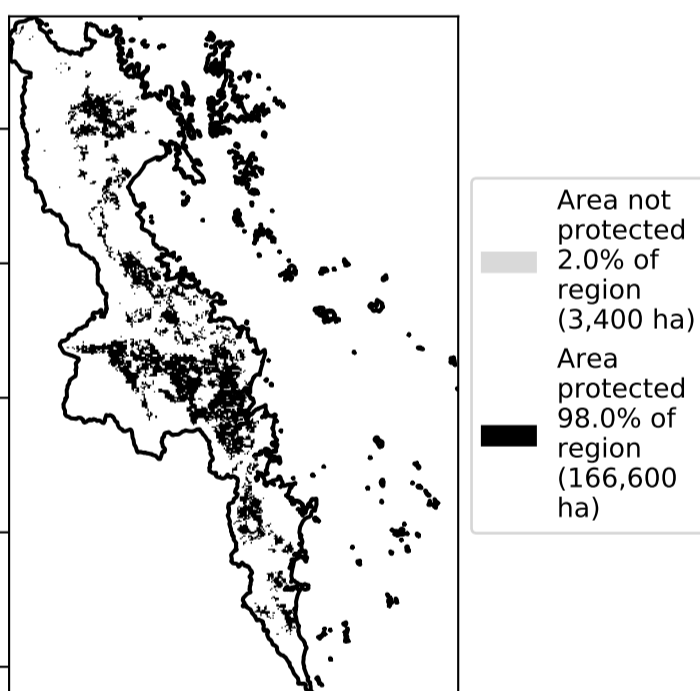 Area not
protected
2.0% of
region
(3,400 ha)
Area
protected
98.0% of
region
(166,600
ha)